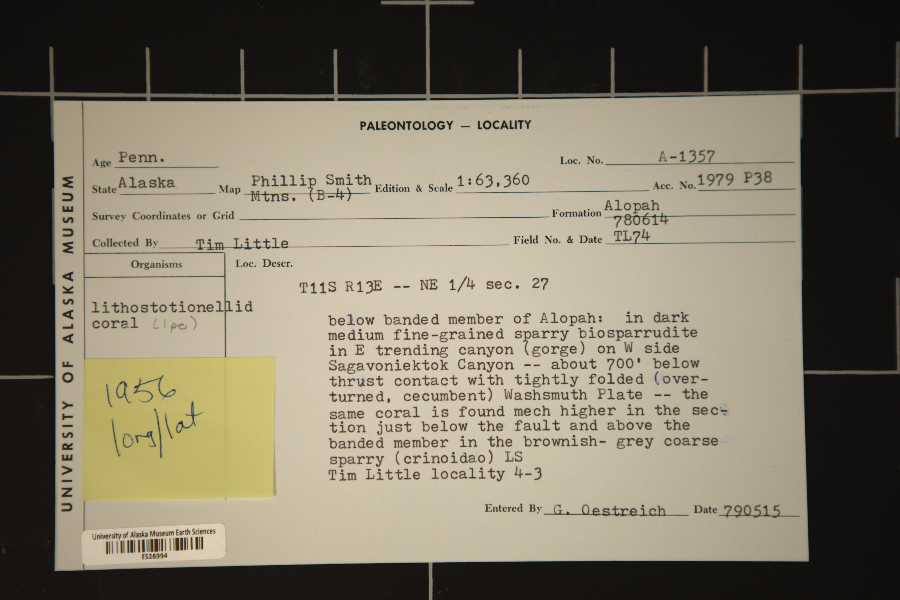 PALEONTOLOGY — LOCALITY
Age Penn. Loc. No. A-1357
State Alaska Map Phillip Smith Mtns. (B-4) Edition & Scale 1:63,360 Acc. No. 1979 P38
Survey Coordinates or Grid Formation Alopah
Collected By Tim Little Field No. & Date 780614 TL74
Organisms Loc. Descr.
T11S R13E -- NE 1/4 sec. 27
lithostotionellid
coral (1pc)
below banded member of Alopah: in dark
medium fine-grained sparry biosparrudite
in E trending canyon (gorge) on W side
Sagavoniektok Canyon -- about 700' below
thrust contact with tightly folded (over-
turned, cecumbent) Washsmuth Plate -- the
same coral is found mech higher in the sec-
tion just below the fault and above the
banded member in the brownish- grey coarse
sparry (crinoidao) LS
Tim Little locality 4-3
1956
long/lat
Entered By G. Oestreich Date 790515
UNIVERSITY OF ALASKA MUSEUM
University of Alaska Museum Earth Sciences
ES26994